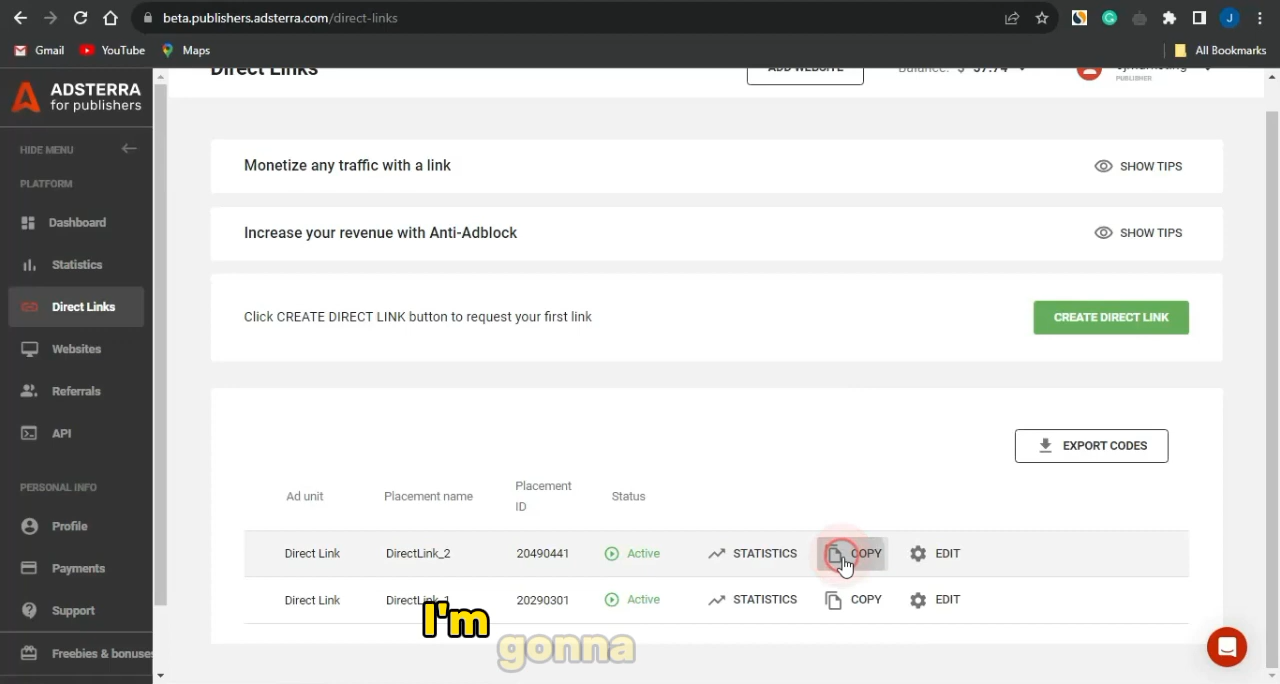 beta.publishers.adsterra.com/direct-links
J
Gmail
YouTube
Maps
All Bookmarks
ADSTERRA
for publishers
Direct Links
ADD WEBSITE
Balance: $
PUBLISHER
HIDE MENU
PLATFORM
Dashboard
Statistics
Direct Links
Websites
Referrals
API
PERSONAL INFO
Profile
Payments
Support
Freebies & bonuses
Monetize any traffic with a link
SHOW TIPS
Increase your revenue with Anti-Adblock
SHOW TIPS
Click CREATE DIRECT LINK button to request your first link
CREATE DIRECT LINK
EXPORT CODES
Ad unit
Placement name
Placement
ID
Status
Direct Link
DirectLink_2
20490441
Active
STATISTICS
COPY
EDIT
Direct Link
DirectLink_1
20290301
Active
STATISTICS
COPY
EDIT
I'm
gonna